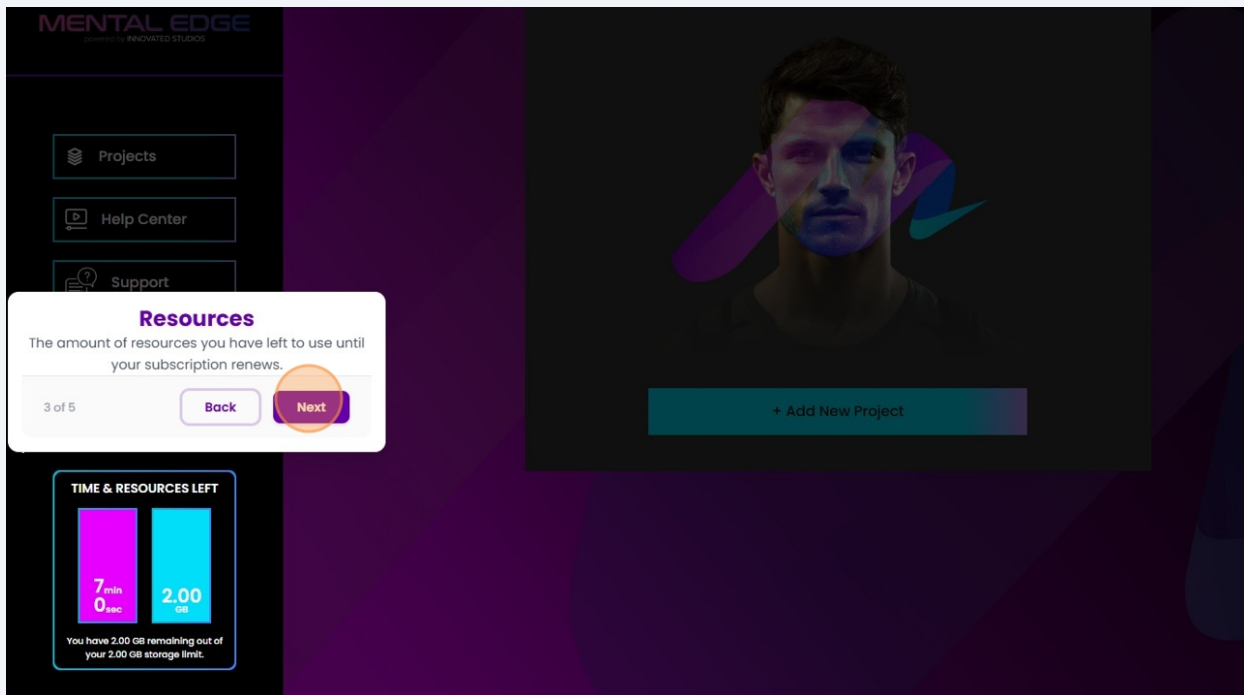 MENTAL EDGE
powered by INNOVATED STUDIOS
Projects
Help Center
Support
Resources
The amount of resources you have left to use until
your subscription renews.
3 of 5
Back
Next
+ Add New Project
TIME & RESOURCES LEFT
7min
0sec
2.00
GB
You have 2.00 GB remaining out of
your 2.00 GB storage limit.